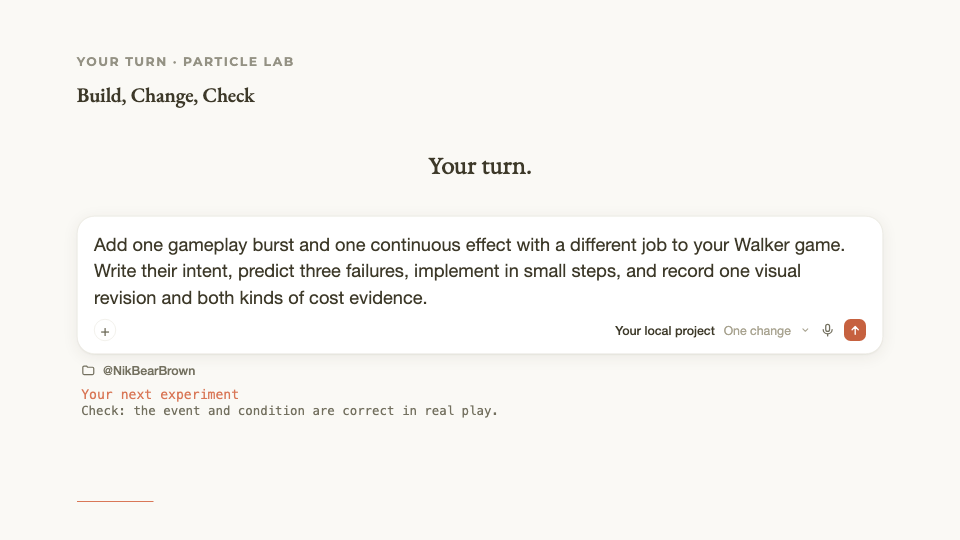 YOUR TURN · PARTICLE LAB
Build, Change, Check
Your turn.
Add one gameplay burst and one continuous effect with a different job to your Walker game.
Write their intent, predict three failures, implement in small steps, and record one visual
revision and both kinds of cost evidence.
Your local project One change
@NikBearBrown
Your next experiment
Check: the event and condition are correct in real play.